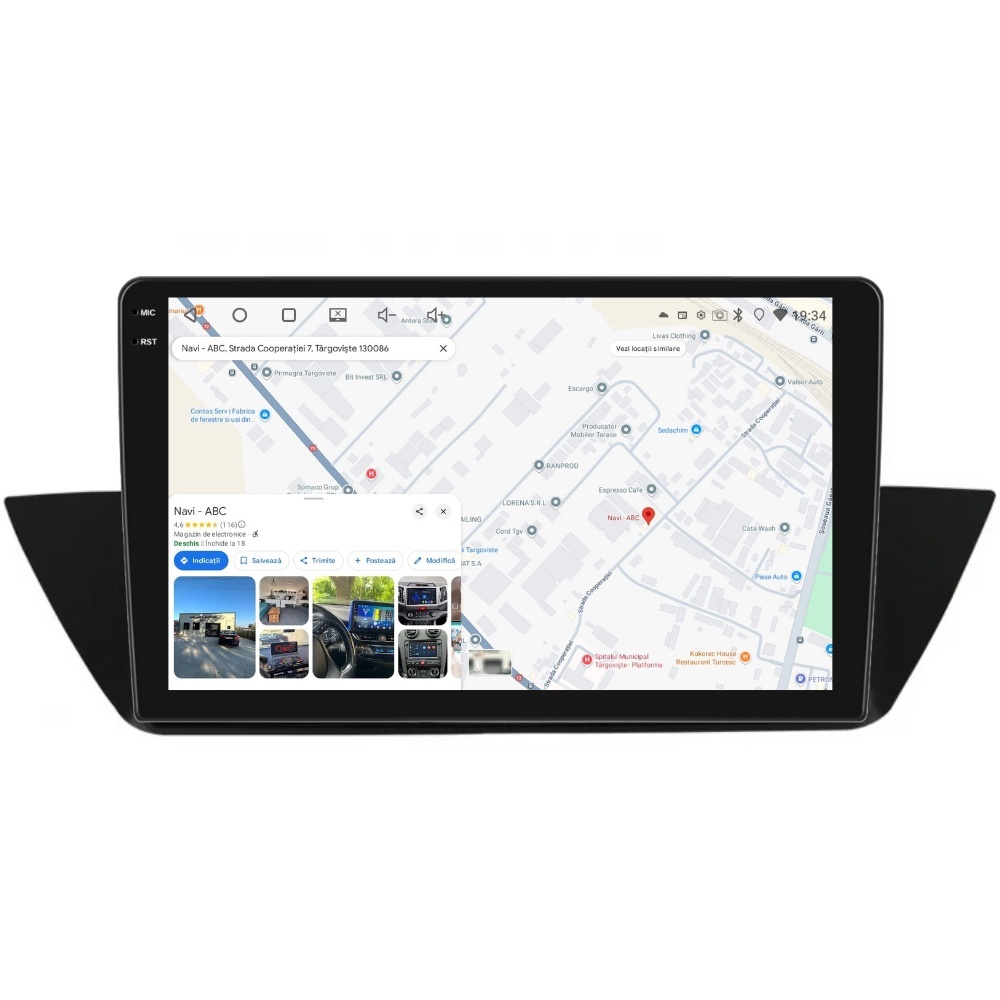 MIC
RST
19:34
Antera Ste
Navi - ABC, Strada Cooperației 7, Târgoviște 130086
Vezi locații similare
Livas Clothing
Primagra Targoviste
Bit Invest SRL
Escargo
Valsor Auto
Contas Serv | Fabrica
de ferestre si usi din...
Producator
Mobilier Terase
Sedachim
Strada Cooperației
RANPROD
Somaco Grup
Espresso Cafe
LORENA S.R.L
Navi - ABC
Cord Tgv
Cata Wash
Navi - ABC
4,6 (116)
Magazin de electronice
Deschis
Închide la 18
Indicații
Salvează
Trimite
Postează
Modifică
Piese Auto
Strada Cooperației
Spitalul Municipal
Târgoviște - Platforma
Kokorec House
Restaurant Turcesc
Strada Cooperației
PETROM